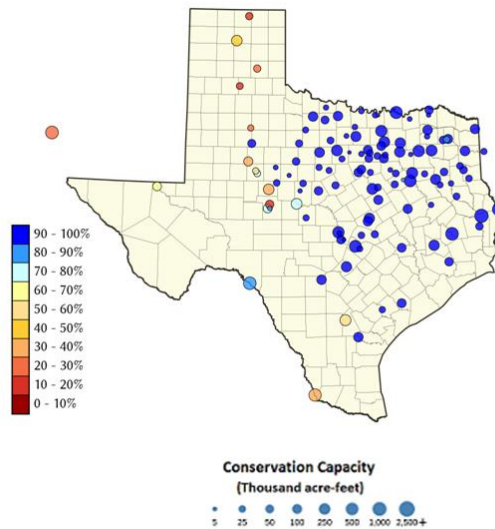 90 - 100%
80 - 90%
70 - 80%
60 - 70%
50 - 60%
40 - 50%
30 - 40%
20 - 30%
10 - 20%
0 - 10%
Conservation Capacity
(Thousand acre-feet)
5 25 50 100 250 500 1,000 2,500+